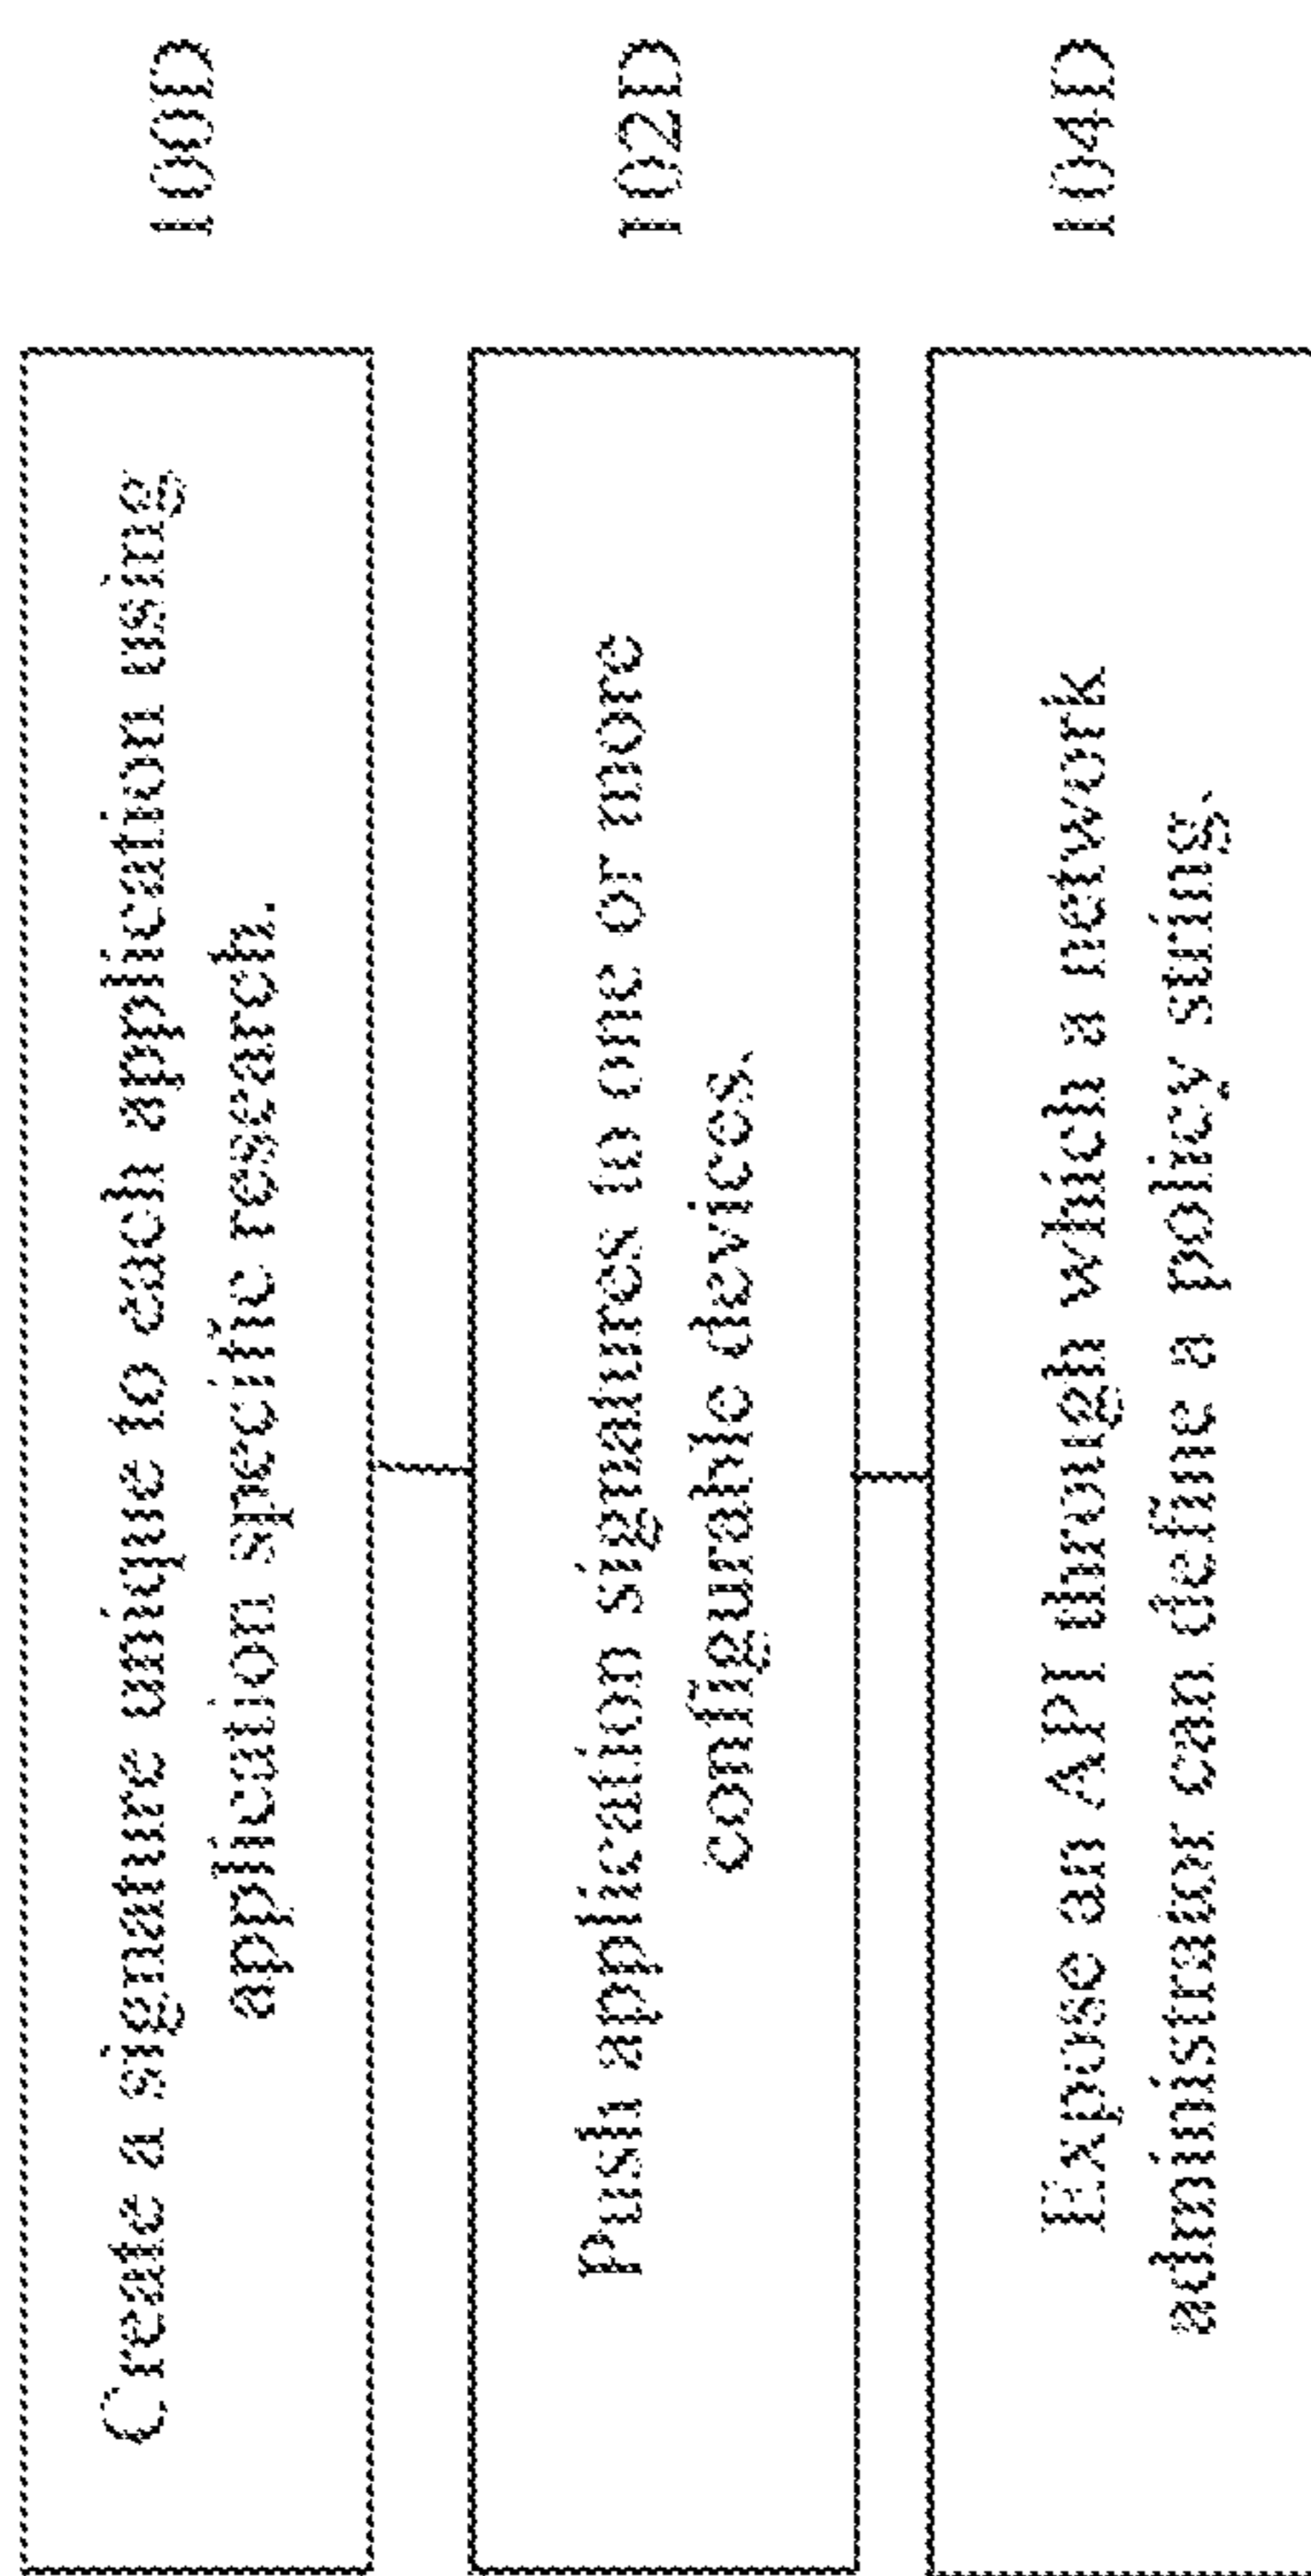 Create a signature unique to each application using
application specific research.
100D
Push application signatures to one or more
configurable devices.
102D
Expose an API through which a network
administrator can define a policy string.
104D